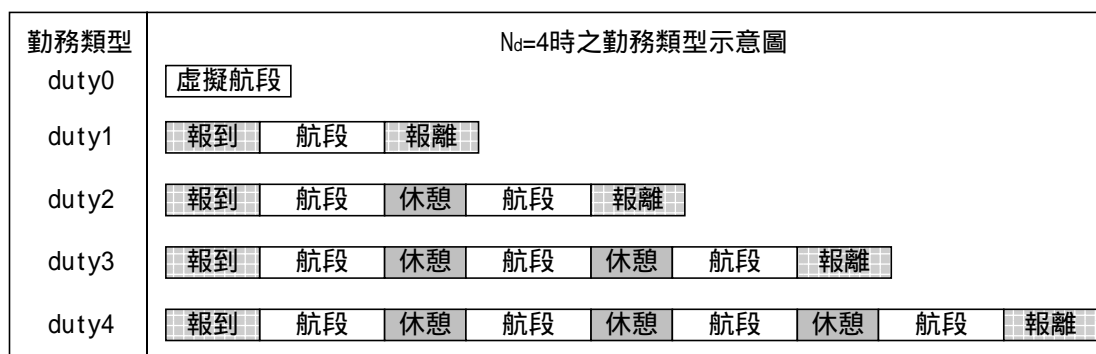 勤務類型 Nd=4時之勤務類型示意圖
duty0 虛擬航段
duty1 報到 航段 報離
duty2 報到 航段 休憩 航段 報離
duty3 報到 航段 休憩 航段 休憩 航段 報離
duty4 報到 航段 休憩 航段 休憩 航段 休憩 航段 報離